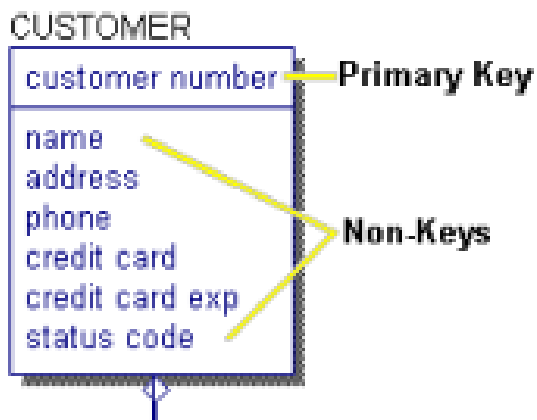 CUSTOMER
customer number
Primary Key
name
address
phone
Non-Keys
credit card
credit card exp
status code